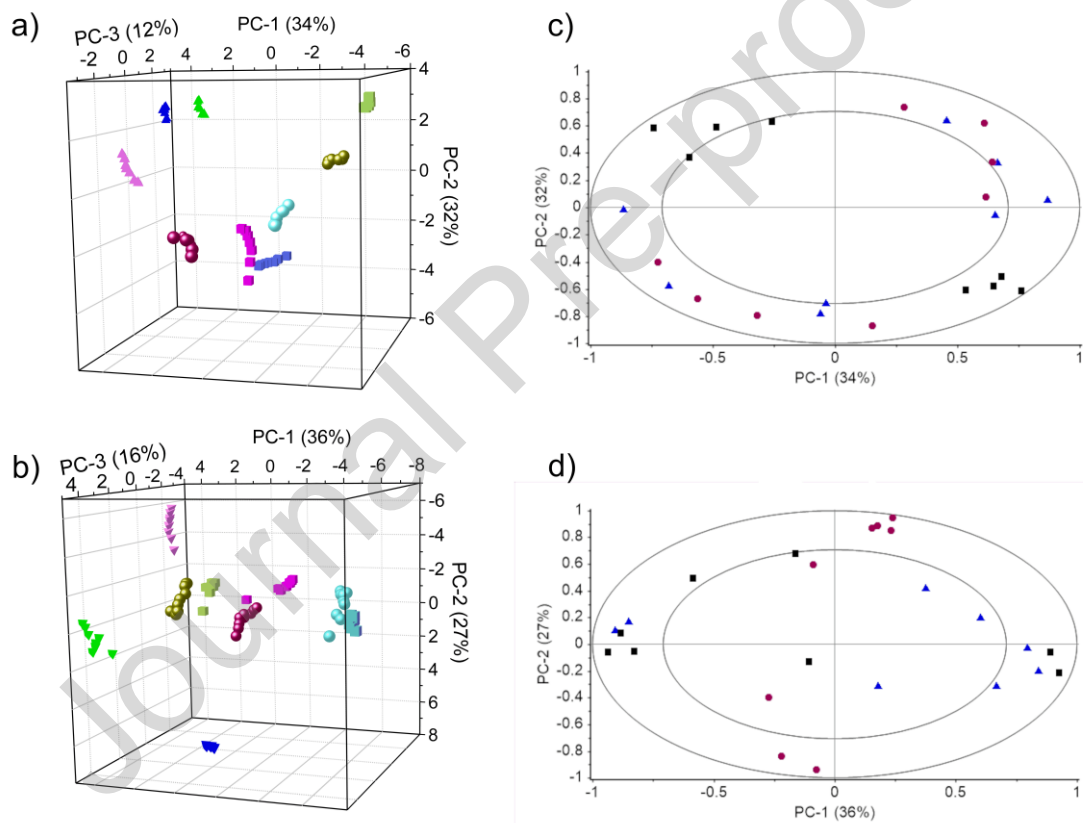 a)
PC-3 (12%)
PC-1 (34%)
-2 0 2 4 2 0 -2 -4 -6
4
2
0
-2
-4
-6
PC-2 (32%)
b)
PC-3 (16%)
PC-1 (36%)
4 2 0 -2 -4 4 2 0 -2 -4 -6 -8
-6
-4
-2
0
2
4
6
8
PC-2 (27%)
c)
1
0.8
0.6
0.4
0.2
0
-0.2
-0.4
-0.6
-0.8
-1
PC-2 (32%)
-1 -0.5 0 0.5 1
PC-1 (34%)
d)
1
0.8
0.6
0.4
0.2
0
-0.2
-0.4
-0.6
-0.8
-1
PC-2 (27%)
-1 -0.5 0 0.5 1
PC-1 (36%)
Journal Pre-proo